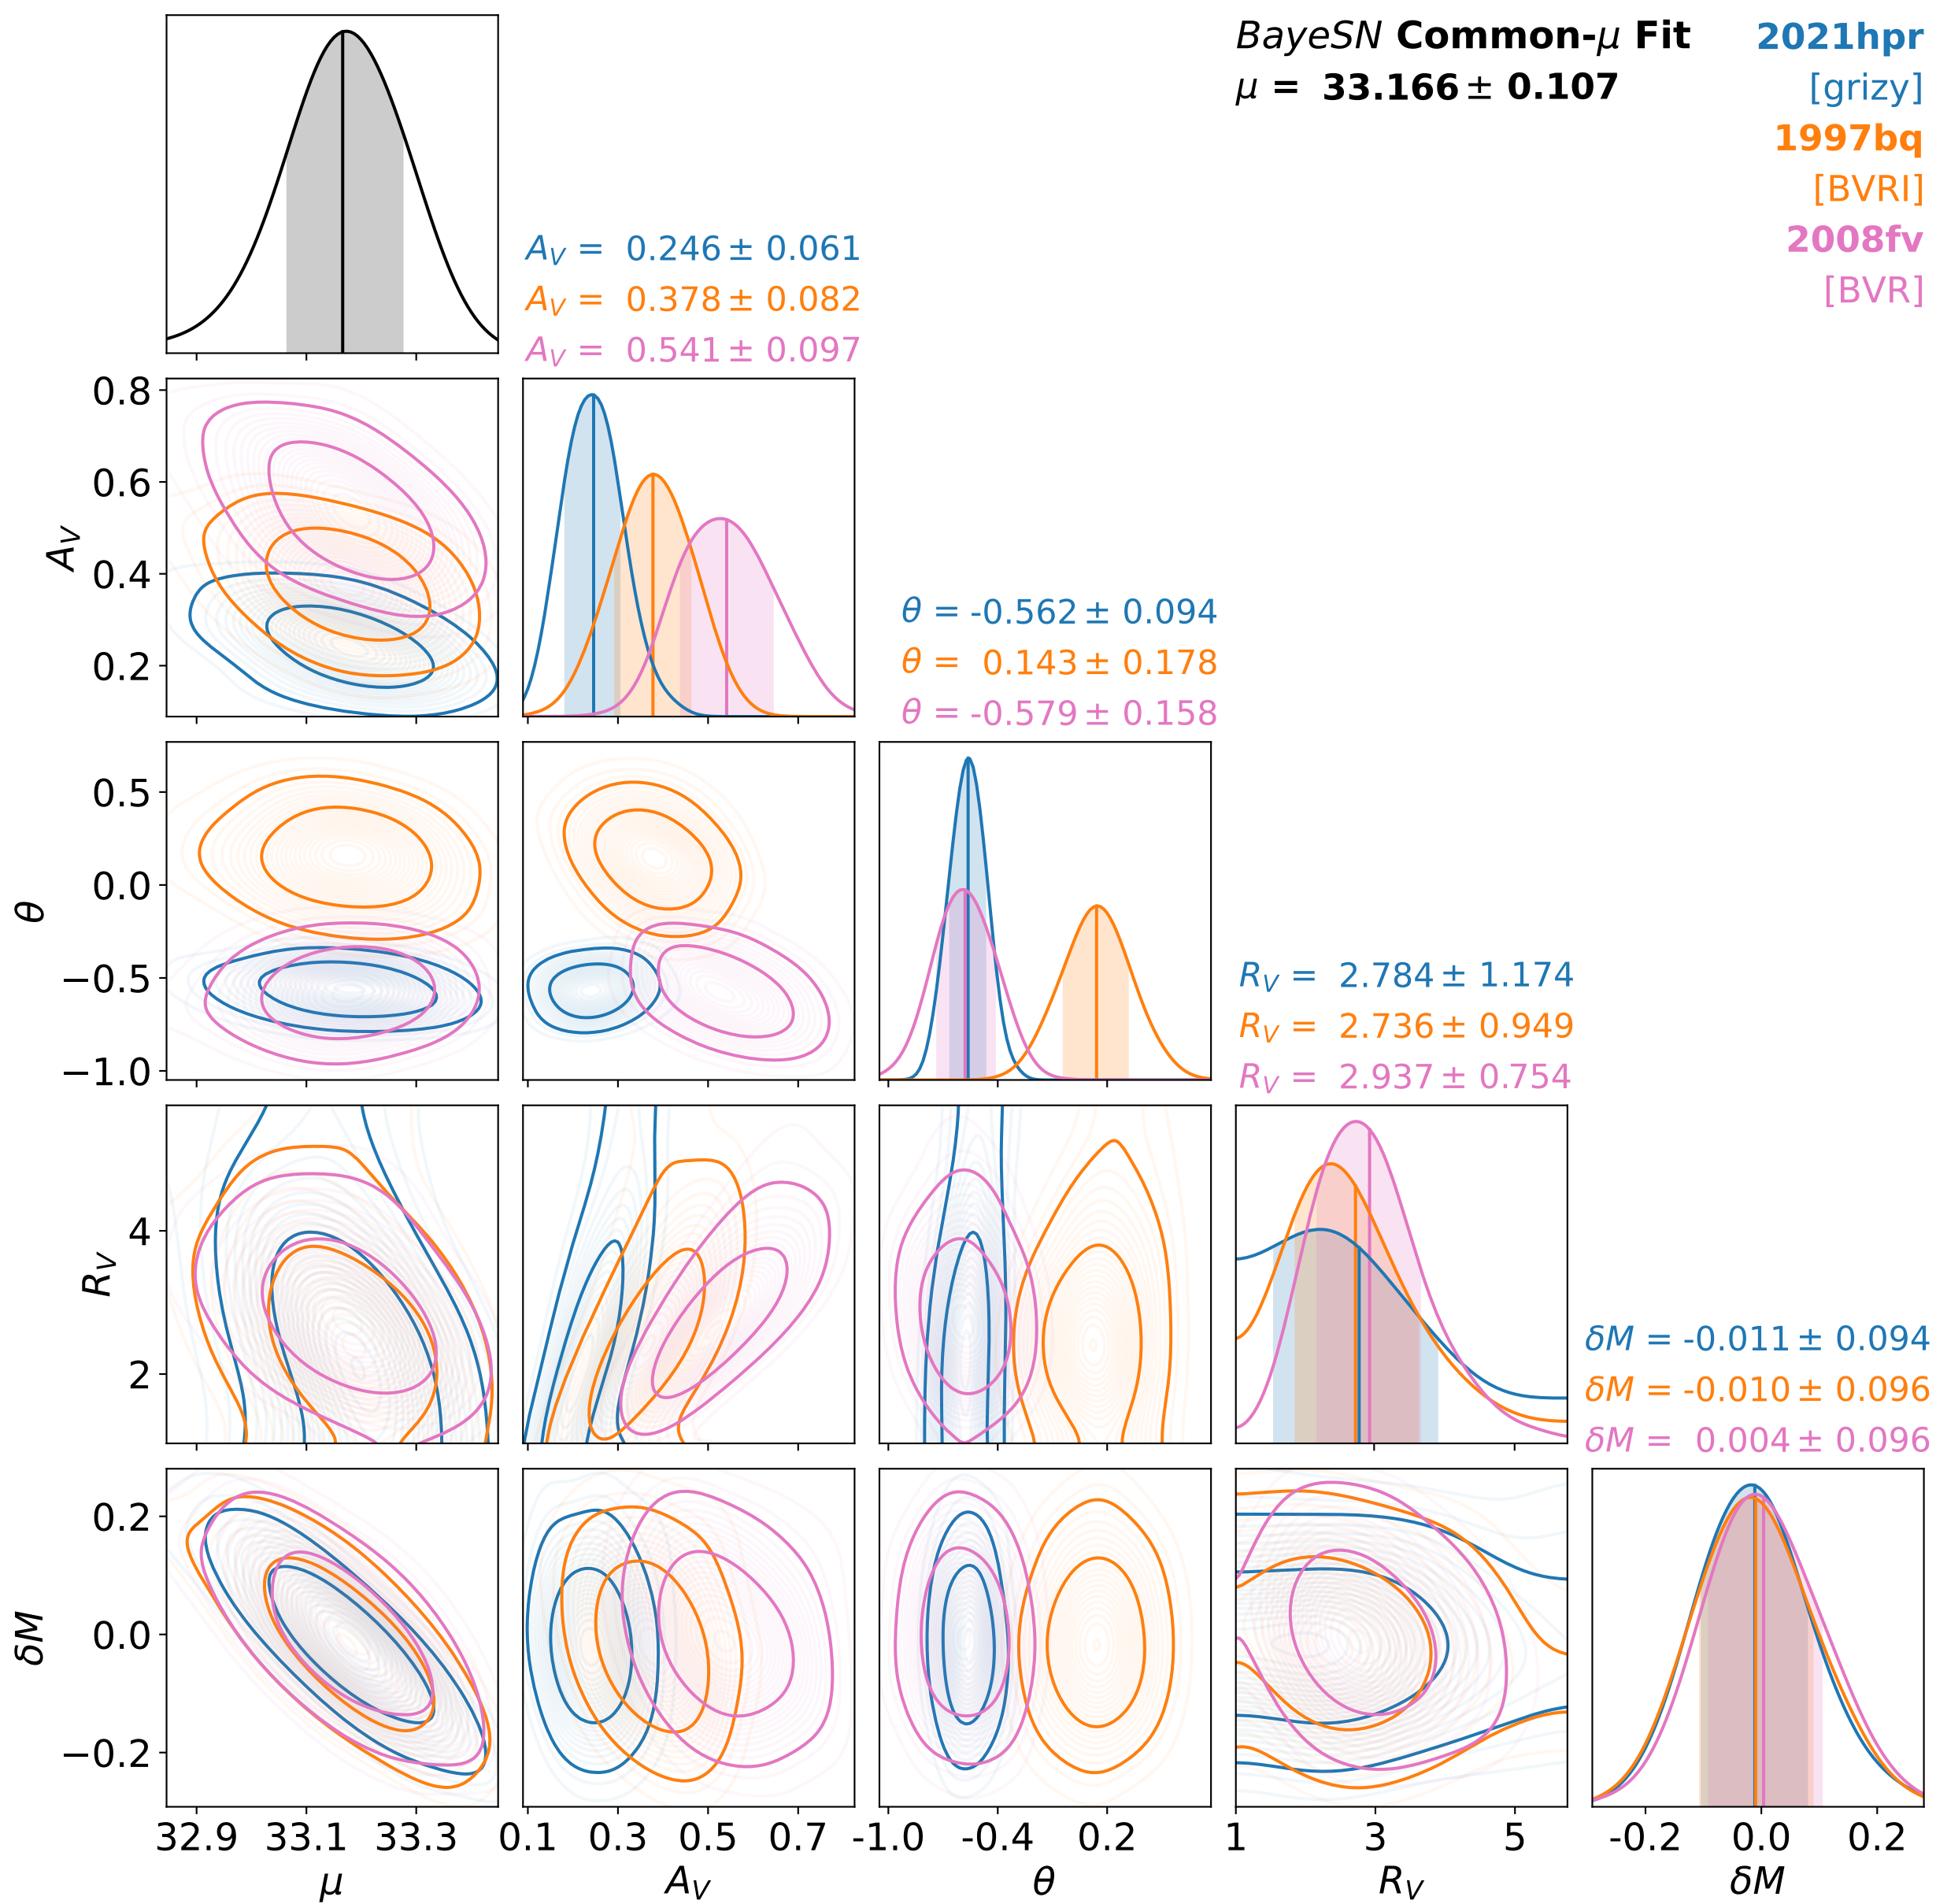 BayeSN Common-μ Fit
μ = 33.166 ± 0.107
2021hpr
[grizy]
1997bq
[BVRI]
2008fv
[BVR]
A_V = 0.246 ± 0.061
A_V = 0.378 ± 0.082
A_V = 0.541 ± 0.097
0.8
0.6
0.4
0.2
A_V
θ = -0.562 ± 0.094
θ = 0.143 ± 0.178
θ = -0.579 ± 0.158
0.5
0.0
−0.5
−1.0
θ
R_V = 2.784 ± 1.174
R_V = 2.736 ± 0.949
R_V = 2.937 ± 0.754
4
2
R_V
δM = -0.011 ± 0.094
δM = -0.010 ± 0.096
δM = 0.004 ± 0.096
0.2
0.0
−0.2
δM
32.9 33.1 33.3 0.1 0.3 0.5 0.7 -1.0 -0.4 0.2 1 3 5 -0.2 0.0 0.2
μ A_V θ R_V δM